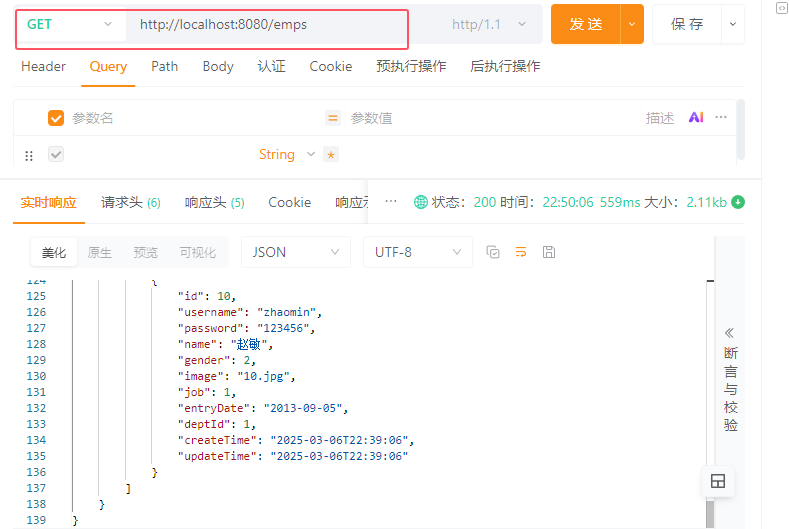 GET http://localhost:8080/emps http/1.1 发 送 保 存
Header Query Path Body 认证 Cookie 预执行操作 后执行操作
参数名 = 参数值 描述 AI ···
String *
实时响应 请求头 (6) 响应头 (5) Cookie 响应示 ··· 状态: 200 时间: 22:50:06 559ms 大小: 2.11kb
美化 原生 预览 可视化 JSON UTF-8
124 {
125 "id": 10,
126 "username": "zhaomin",
127 "password": "123456",
128 "name": "赵敏",
129 "gender": 2,
130 "image": "10.jpg",
131 "job": 1,
132 "entryDate": "2013-09-05",
133 "deptId": 1,
134 "createTime": "2025-03-06T22:39:06",
135 "updateTime": "2025-03-06T22:39:06"
136 }
137 ]
138 }
139 }
断言与校验